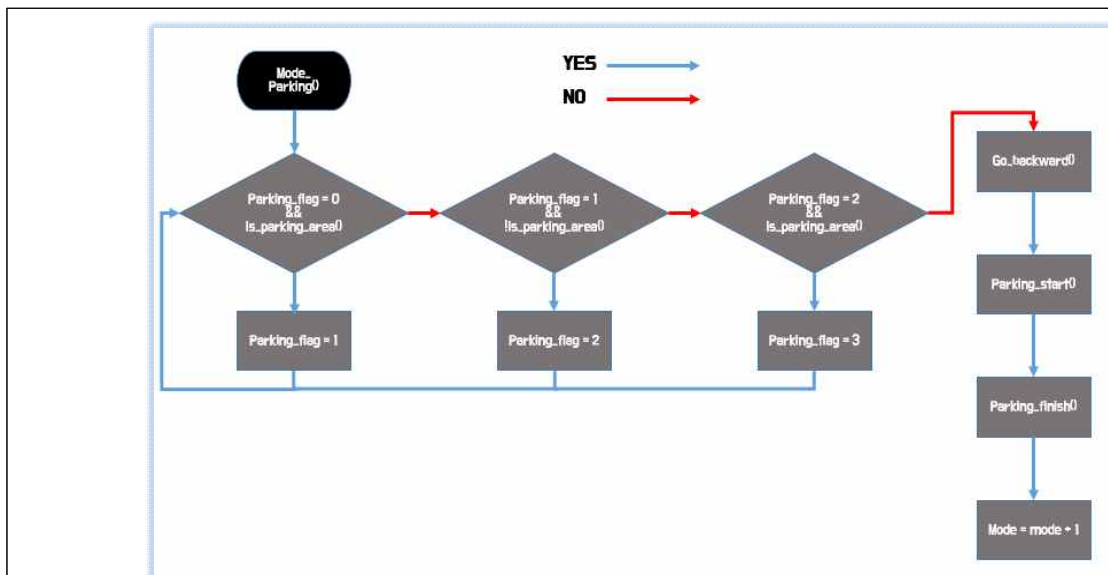 Mode_
Parking()
YES
NO
Parking_flag = 0
&&
Is_parking_area()
Parking_flag = 1
&&
!Is_parking_area()
Parking_flag = 2
&&
Is_parking_area()
Go_backward()
Parking_start()
Parking_flag = 1
Parking_flag = 2
Parking_flag = 3
Parking_finish()
Mode = mode + 1